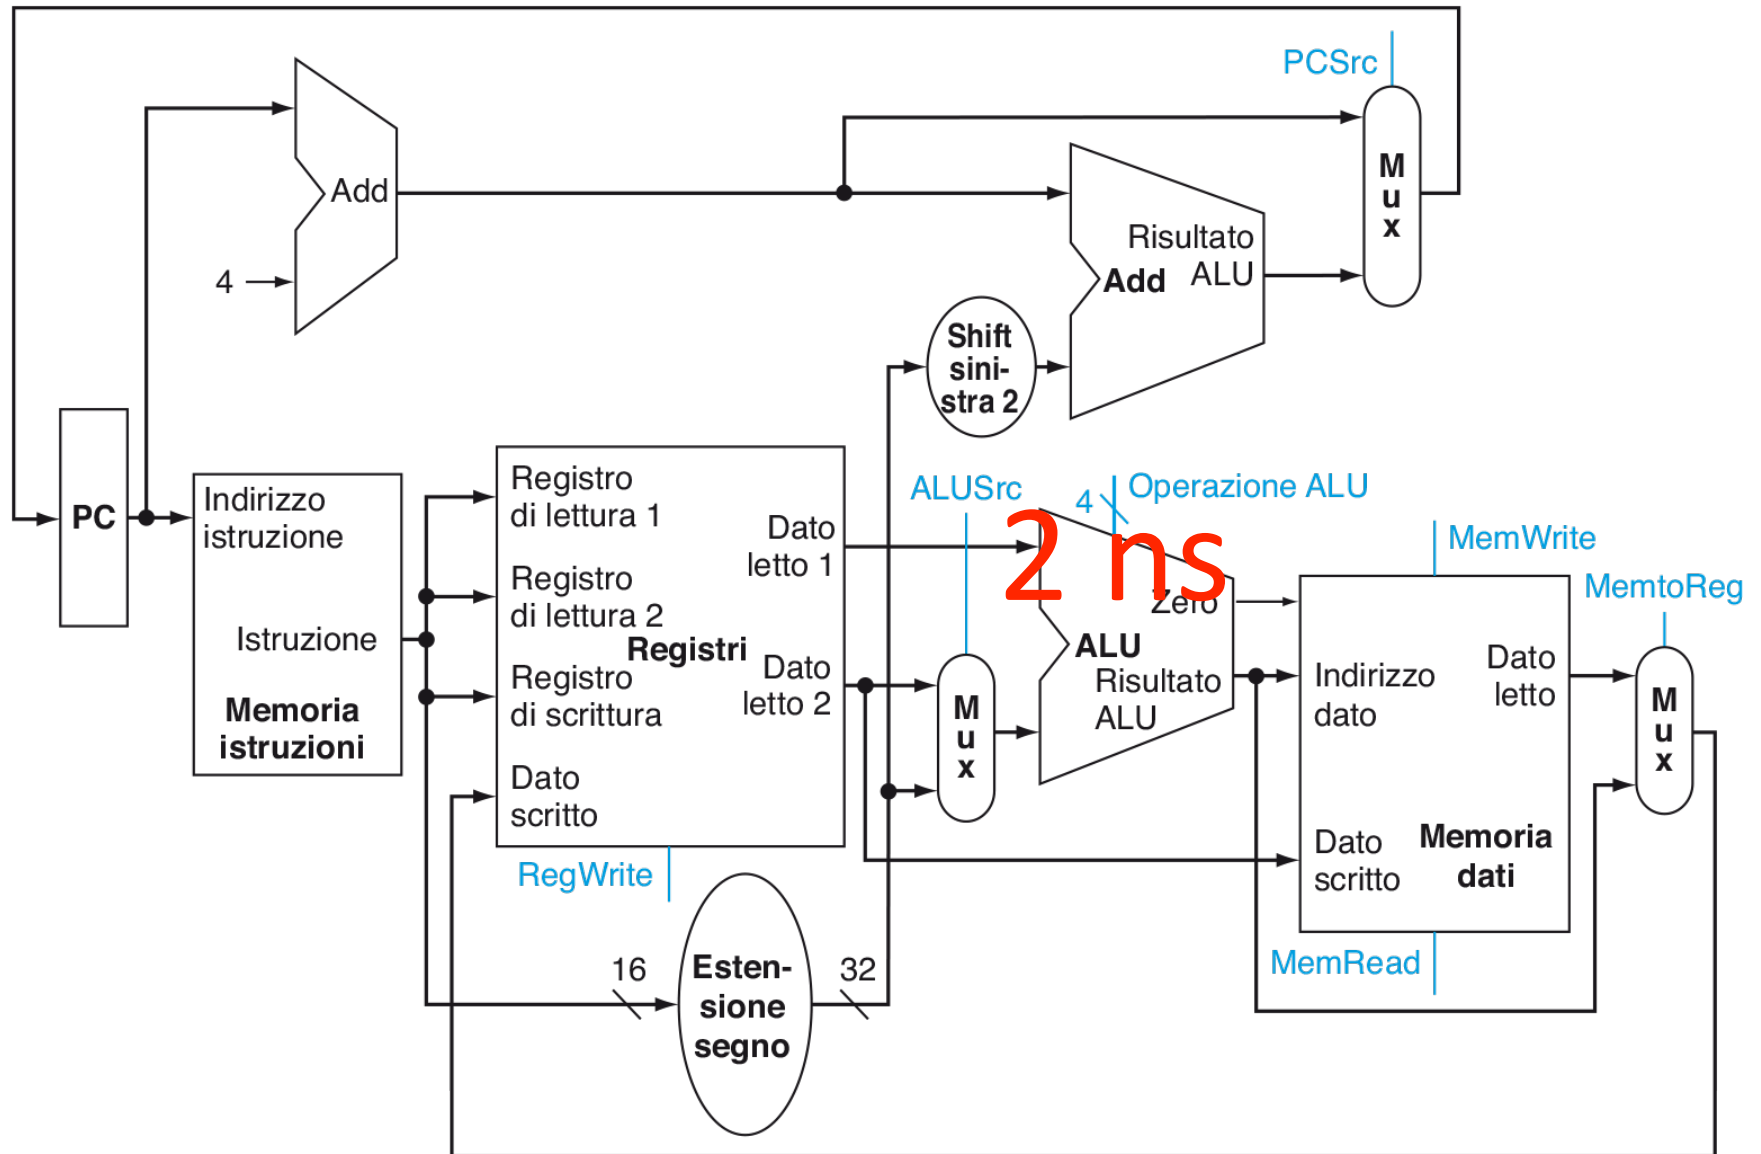 PCSrc
Add
4
M
u
x
Risultato
ALU
Add
Shift
sini-
stra 2
PC
Indirizzo
istruzione
Istruzione
Memoria
istruzioni
Registro
di lettura 1
Registro
di lettura 2
Registri
Registro
di scrittura
Dato
scritto
Dato
letto 1
Dato
letto 2
RegWrite
16
Esten-
sione
segno
32
ALUSrc
M
u
x
4
Operazione ALU
2 ns
Zero
ALU
Risultato
ALU
MemWrite
Indirizzo
dato
Dato
letto
Dato
scritto
Memoria
dati
MemRead
MemtoReg
M
u
x